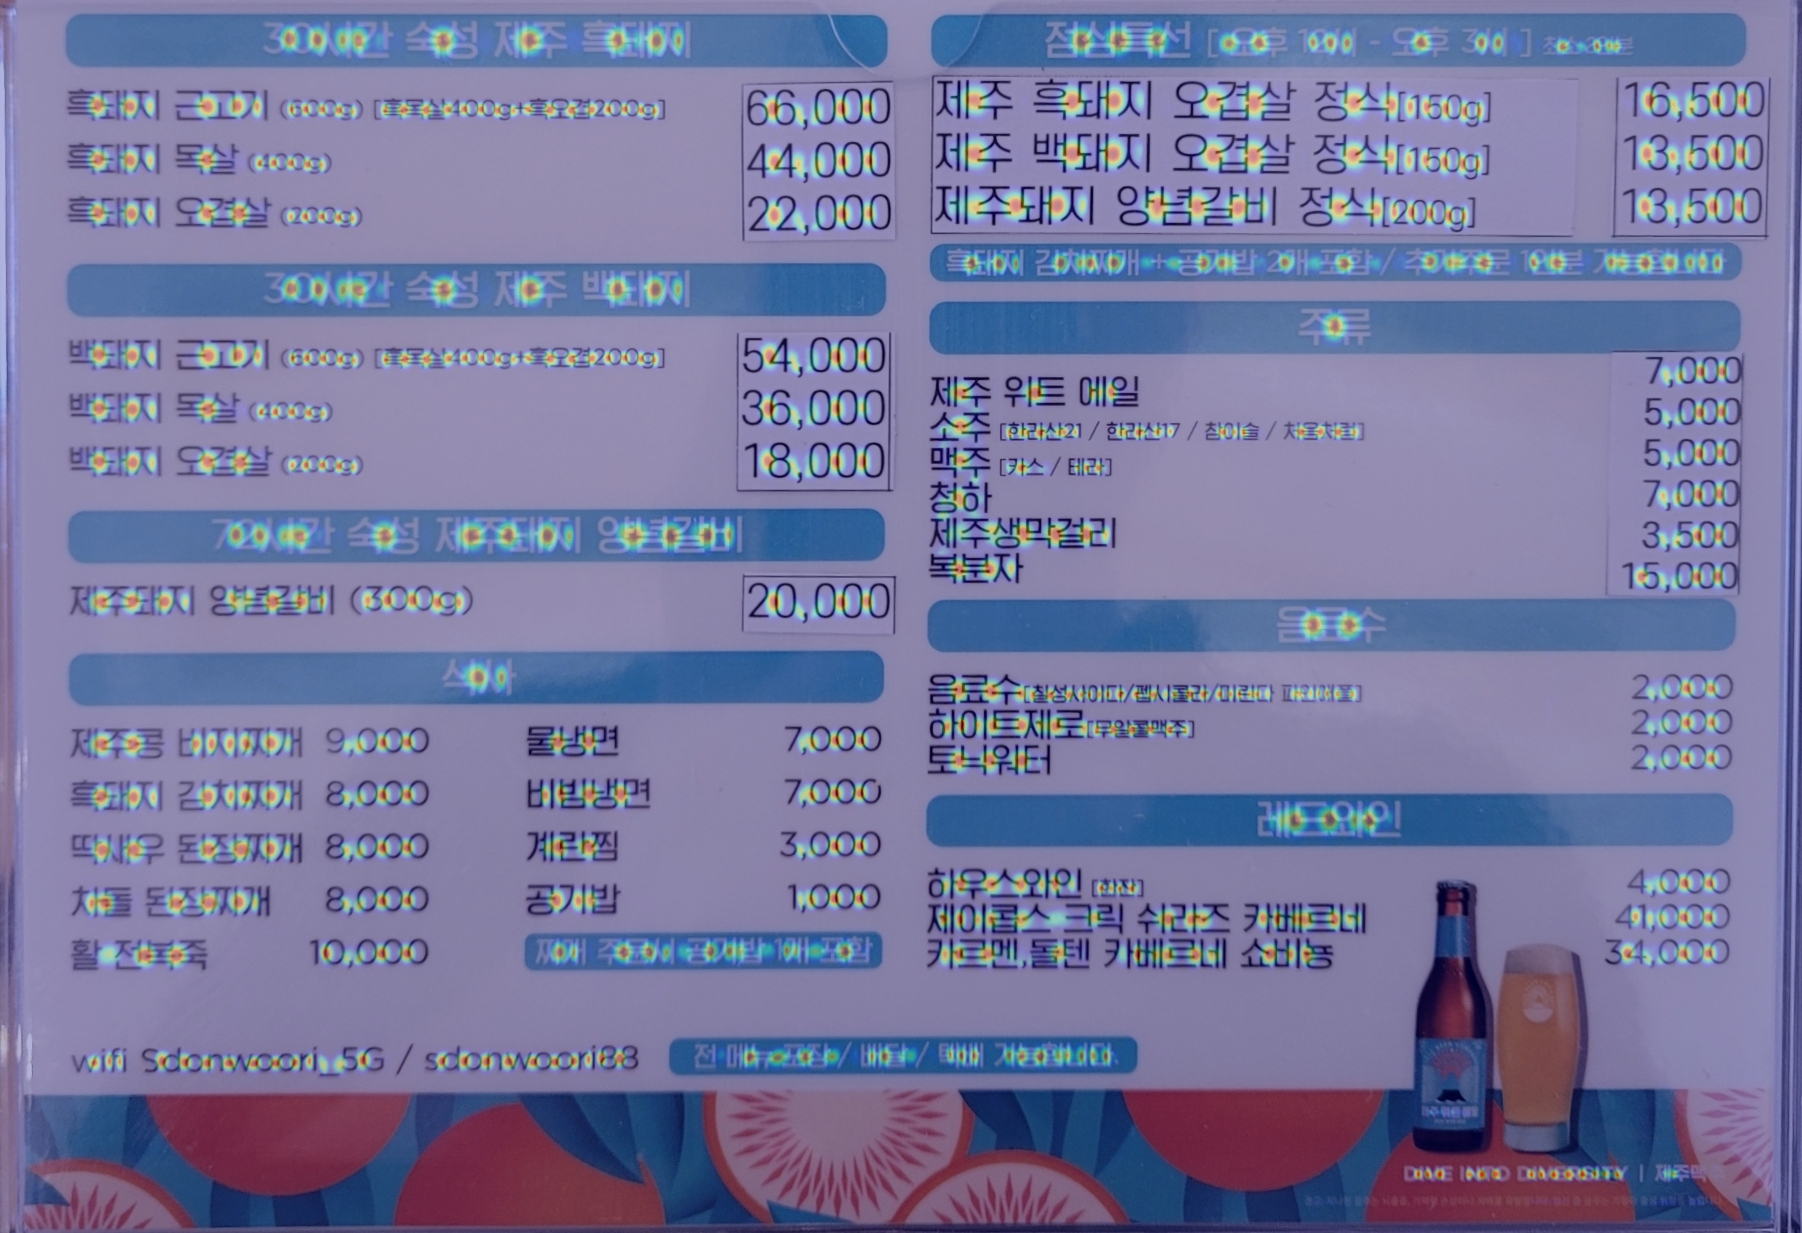 30시간 숙성 제주 흑돼지
흑돼지 근고기 (600g) [흑목살400g+흑오겹200g] 66,000
흑돼지 목살 (400g) 44,000
흑돼지 오겹살 (200g) 22,000
30시간 숙성 제주 백돼지
백돼지 근고기 (600g) [흑목살400g+흑오겹200g] 54,000
백돼지 목살 (400g) 36,000
백돼지 오겹살 (200g) 18,000
72시간 숙성 제주돼지 양념갈비
제주돼지 양념갈비 (300g) 20,000
식사
제주콩 비지찌개 9,000 물냉면 7,000
흑돼지 김치찌개 8,000 비빔냉면 7,000
딱새우 된장찌개 8,000 계란찜 3,000
차돌 된장찌개 8,000 공기밥 1,000
활 전복죽 10,000 찌개 주문시 공기밥 1개 포함
wifi Sdonwoori_5G / sdonwoori88 전 메뉴 포장 / 배달 / 택배 가능합니다.
점심특선 [ 오후 12시 - 오후 3시 ]
제주 흑돼지 오겹살 정식[150g] 16,500
제주 백돼지 오겹살 정식[150g] 13,500
제주돼지 양념갈비 정식[200g] 13,500
흑돼지 김치찌개 + 공기밥 2개 포함 / 추가주문 1인분 가능합니다
주류
제주 위트 에일 7,000
소주 [한라산21 / 한라산17 / 참이슬 / 처음처럼] 5,000
맥주 [카스 / 테라] 5,000
청하 7,000
제주생막걸리 3,500
복분자 15,000
음료수
음료수[칠성사이다/펩시콜라/미린다 파인애플] 2,000
하이트제로[무알콜맥주] 2,000
토닉워터 2,000
레드와인
하우스와인 [한잔] 4,000
제이콥스 크릭 쉬라즈 카베르네 41,000
카르멘,톨텐 카베르네 쇼비뇽 34,000
DIVE INTO DIVERSITY | 제주맥주